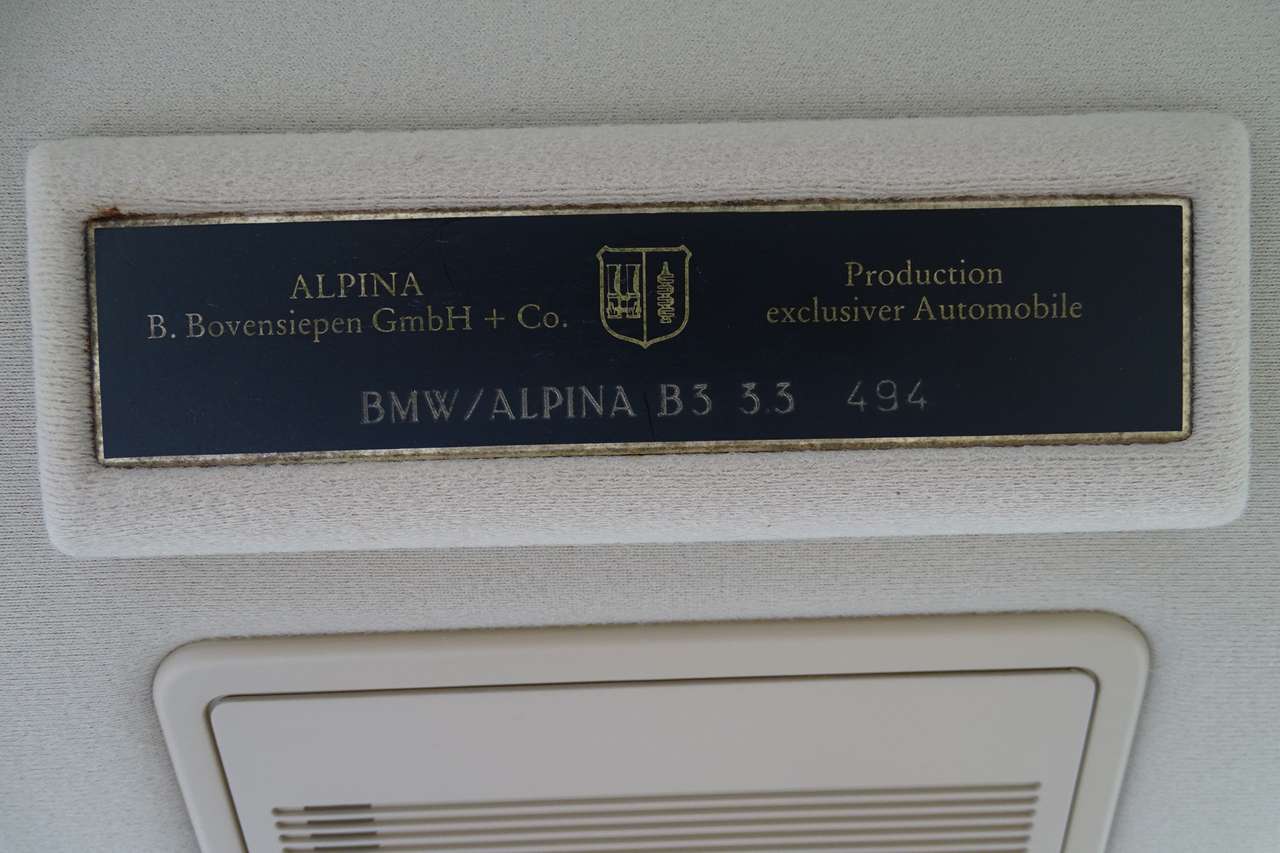 ALPINA
B. Bovensiepen GmbH + Co.
Production
exclusiver Automobile
BMW/ALPINA B3 3.3 494